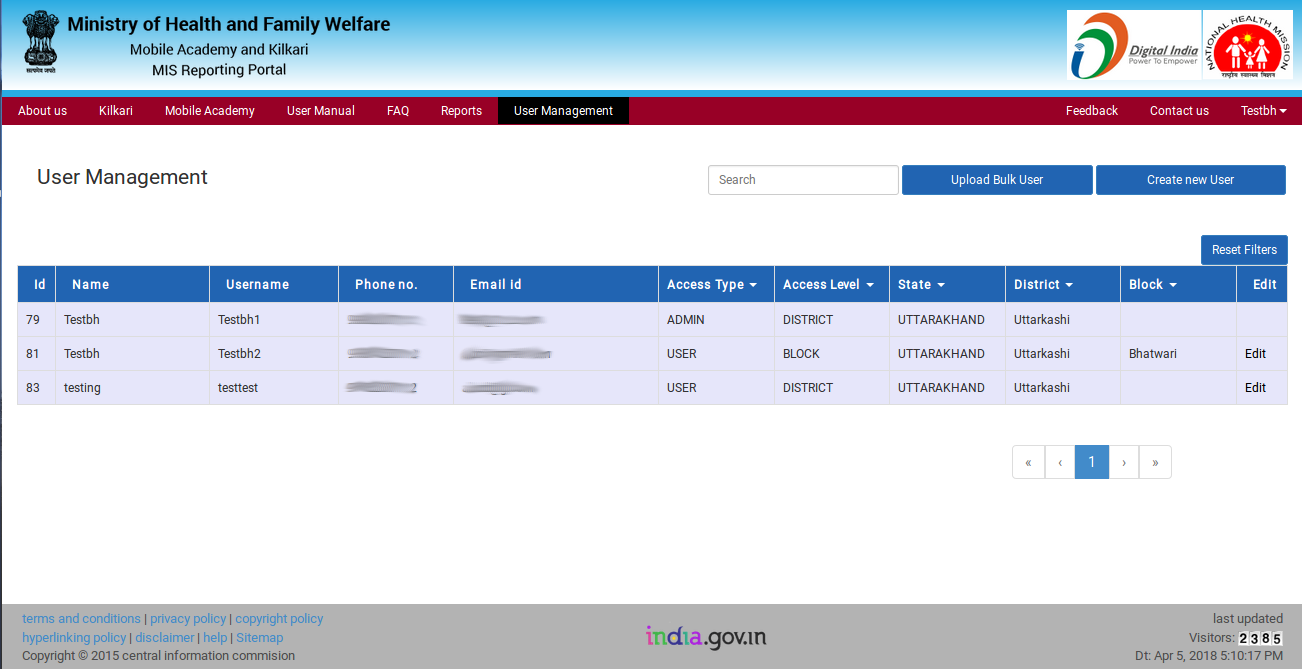 Ministry of Health and Family Welfare
Mobile Academy and Kilkari
MIS Reporting Portal
सत्यमेव जयते
Digital India
Power To Empower
NATIONAL HEALTH MISSION
राष्ट्रीय स्वास्थ्य मिशन
About us Kilkari Mobile Academy User Manual FAQ Reports User Management Feedback Contact us Testbh
User Management
Search Upload Bulk User Create new User
Reset Filters
Id Name Username Phone no. Email Id Access Type Access Level State District Block Edit
79 Testbh Testbh1 ADMIN DISTRICT UTTARAKHAND Uttarkashi
81 Testbh Testbh2 USER BLOCK UTTARAKHAND Uttarkashi Bhatwari Edit
83 testing testtest USER DISTRICT UTTARAKHAND Uttarkashi Edit
« ‹ 1 › »
terms and conditions | privacy policy | copyright policy
hyperlinking policy | disclaimer | help | Sitemap
Copyright © 2015 central information commision
india.gov.in
last updated
Visitors: 2385
Dt: Apr 5, 2018 5:10:17 PM